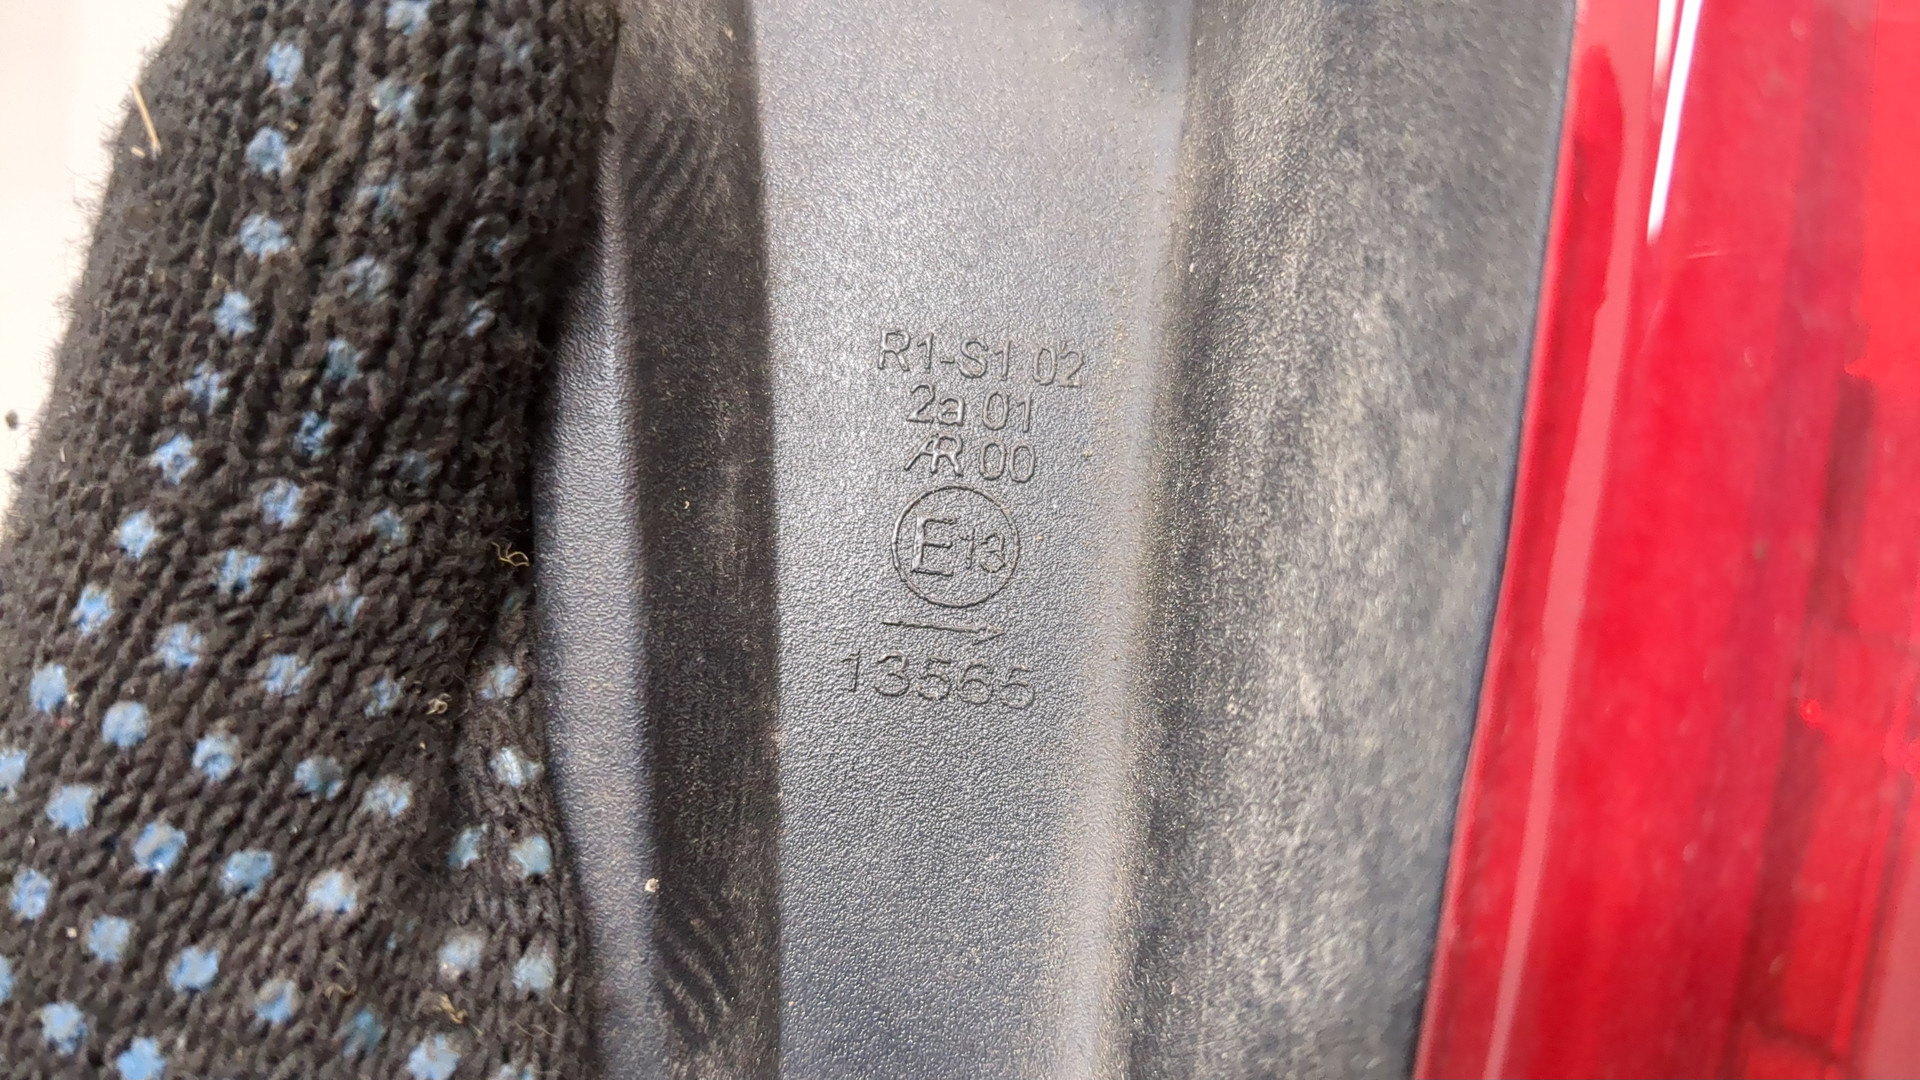 R1-S1 02
2a 01
AR 00
E13
→
13565